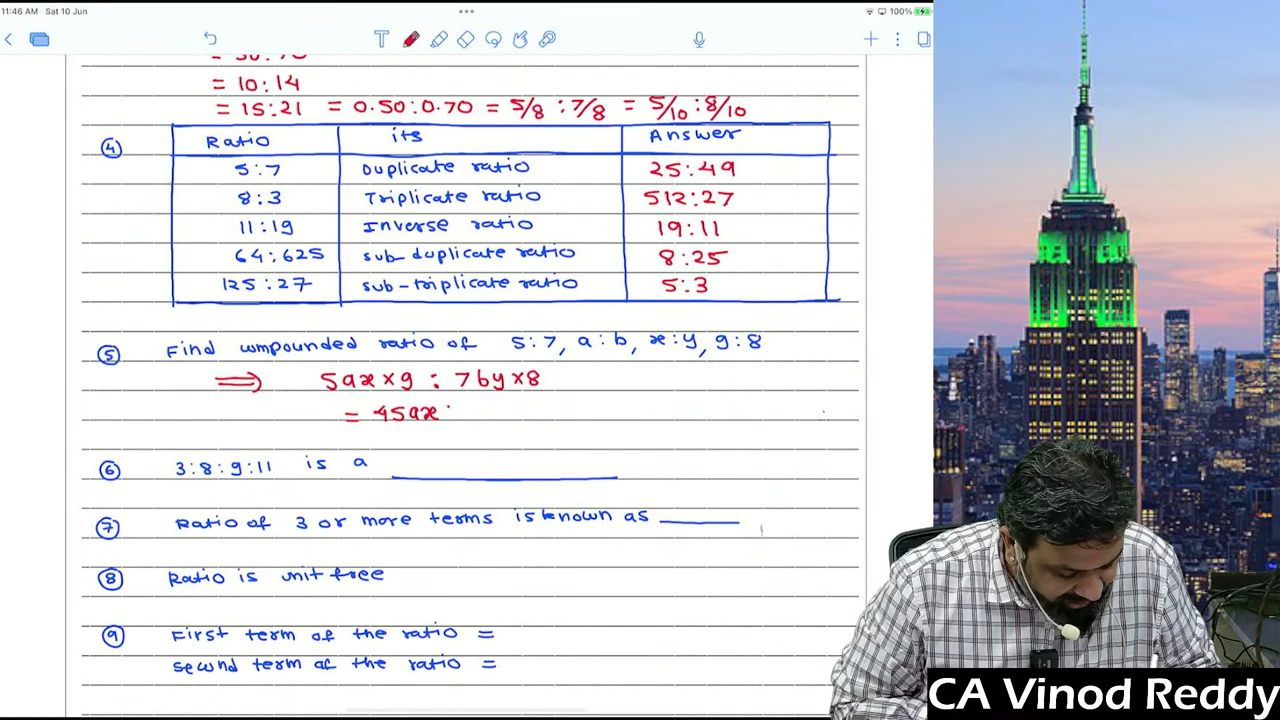 11:46 AM Sat 10 Jun
100%
= 10:14
= 15:21 = 0.50:0.70 = 5/8 : 7/8 = 5/10 : 8/10
④ Ratio its Answer
5:7 Duplicate ratio 25:49
8:3 Triplicate ratio 512:27
11:19 Inverse ratio 19:11
64:625 sub-duplicate ratio 8:25
125:27 sub-triplicate ratio 5:3
⑤ Find compounded ratio of 5:7, a:b, x:y, 9:8
⟹ 5ax×9 : 7by×8
= 45ax
⑥ 3:8:9:11 is a ________
⑦ Ratio of 3 or more terms is known as ____
⑧ Ratio is unit free
⑨ First term of the ratio =
second term of the ratio =
CA Vinod Reddy